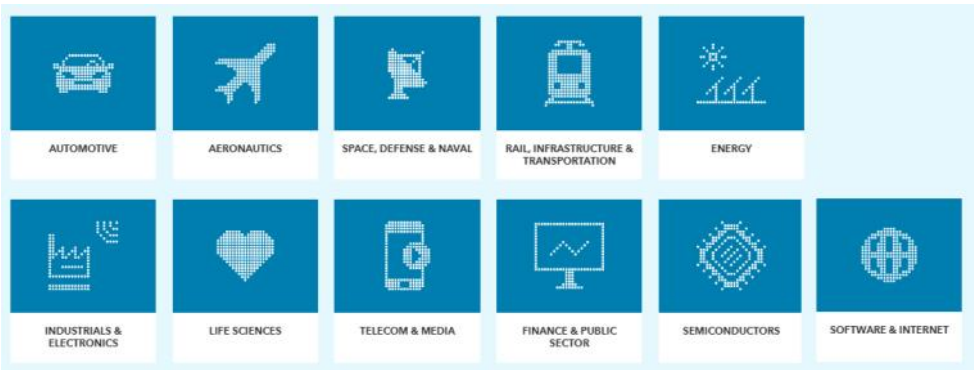 AUTOMOTIVE
AERONAUTICS
SPACE, DEFENSE & NAVAL
RAIL, INFRASTRUCTURE &
TRANSPORTATION
ENERGY
INDUSTRIALS &
ELECTRONICS
LIFE SCIENCES
TELECOM & MEDIA
FINANCE & PUBLIC
SECTOR
SEMICONDUCTORS
SOFTWARE & INTERNET